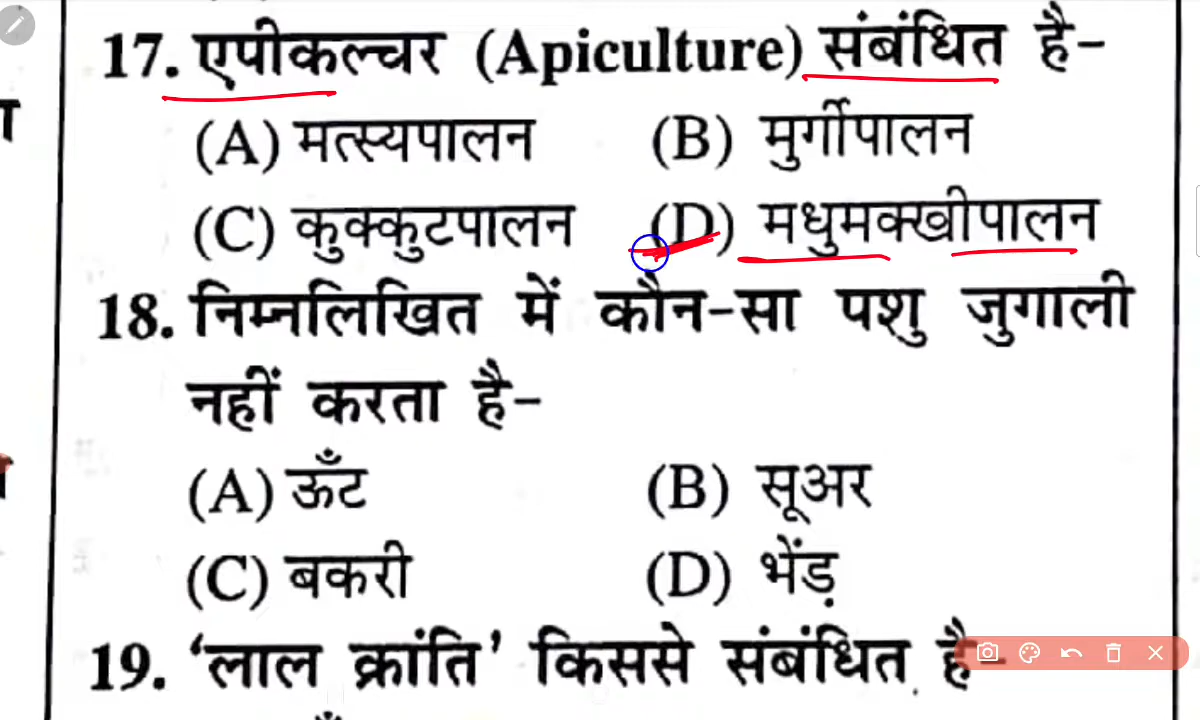 17. एपीकल्चर (Apiculture) संबंधित है-
(A) मत्स्यपालन (B) मुर्गीपालन
(C) कुक्कुटपालन (D) मधुमक्खीपालन
18. निम्नलिखित में कौन-सा पशु जुगाली
नहीं करता है-
(A) ऊँट (B) सूअर
(C) बकरी (D) भेंड़
19. ‘लाल क्रांति’ किससे संबंधित है-